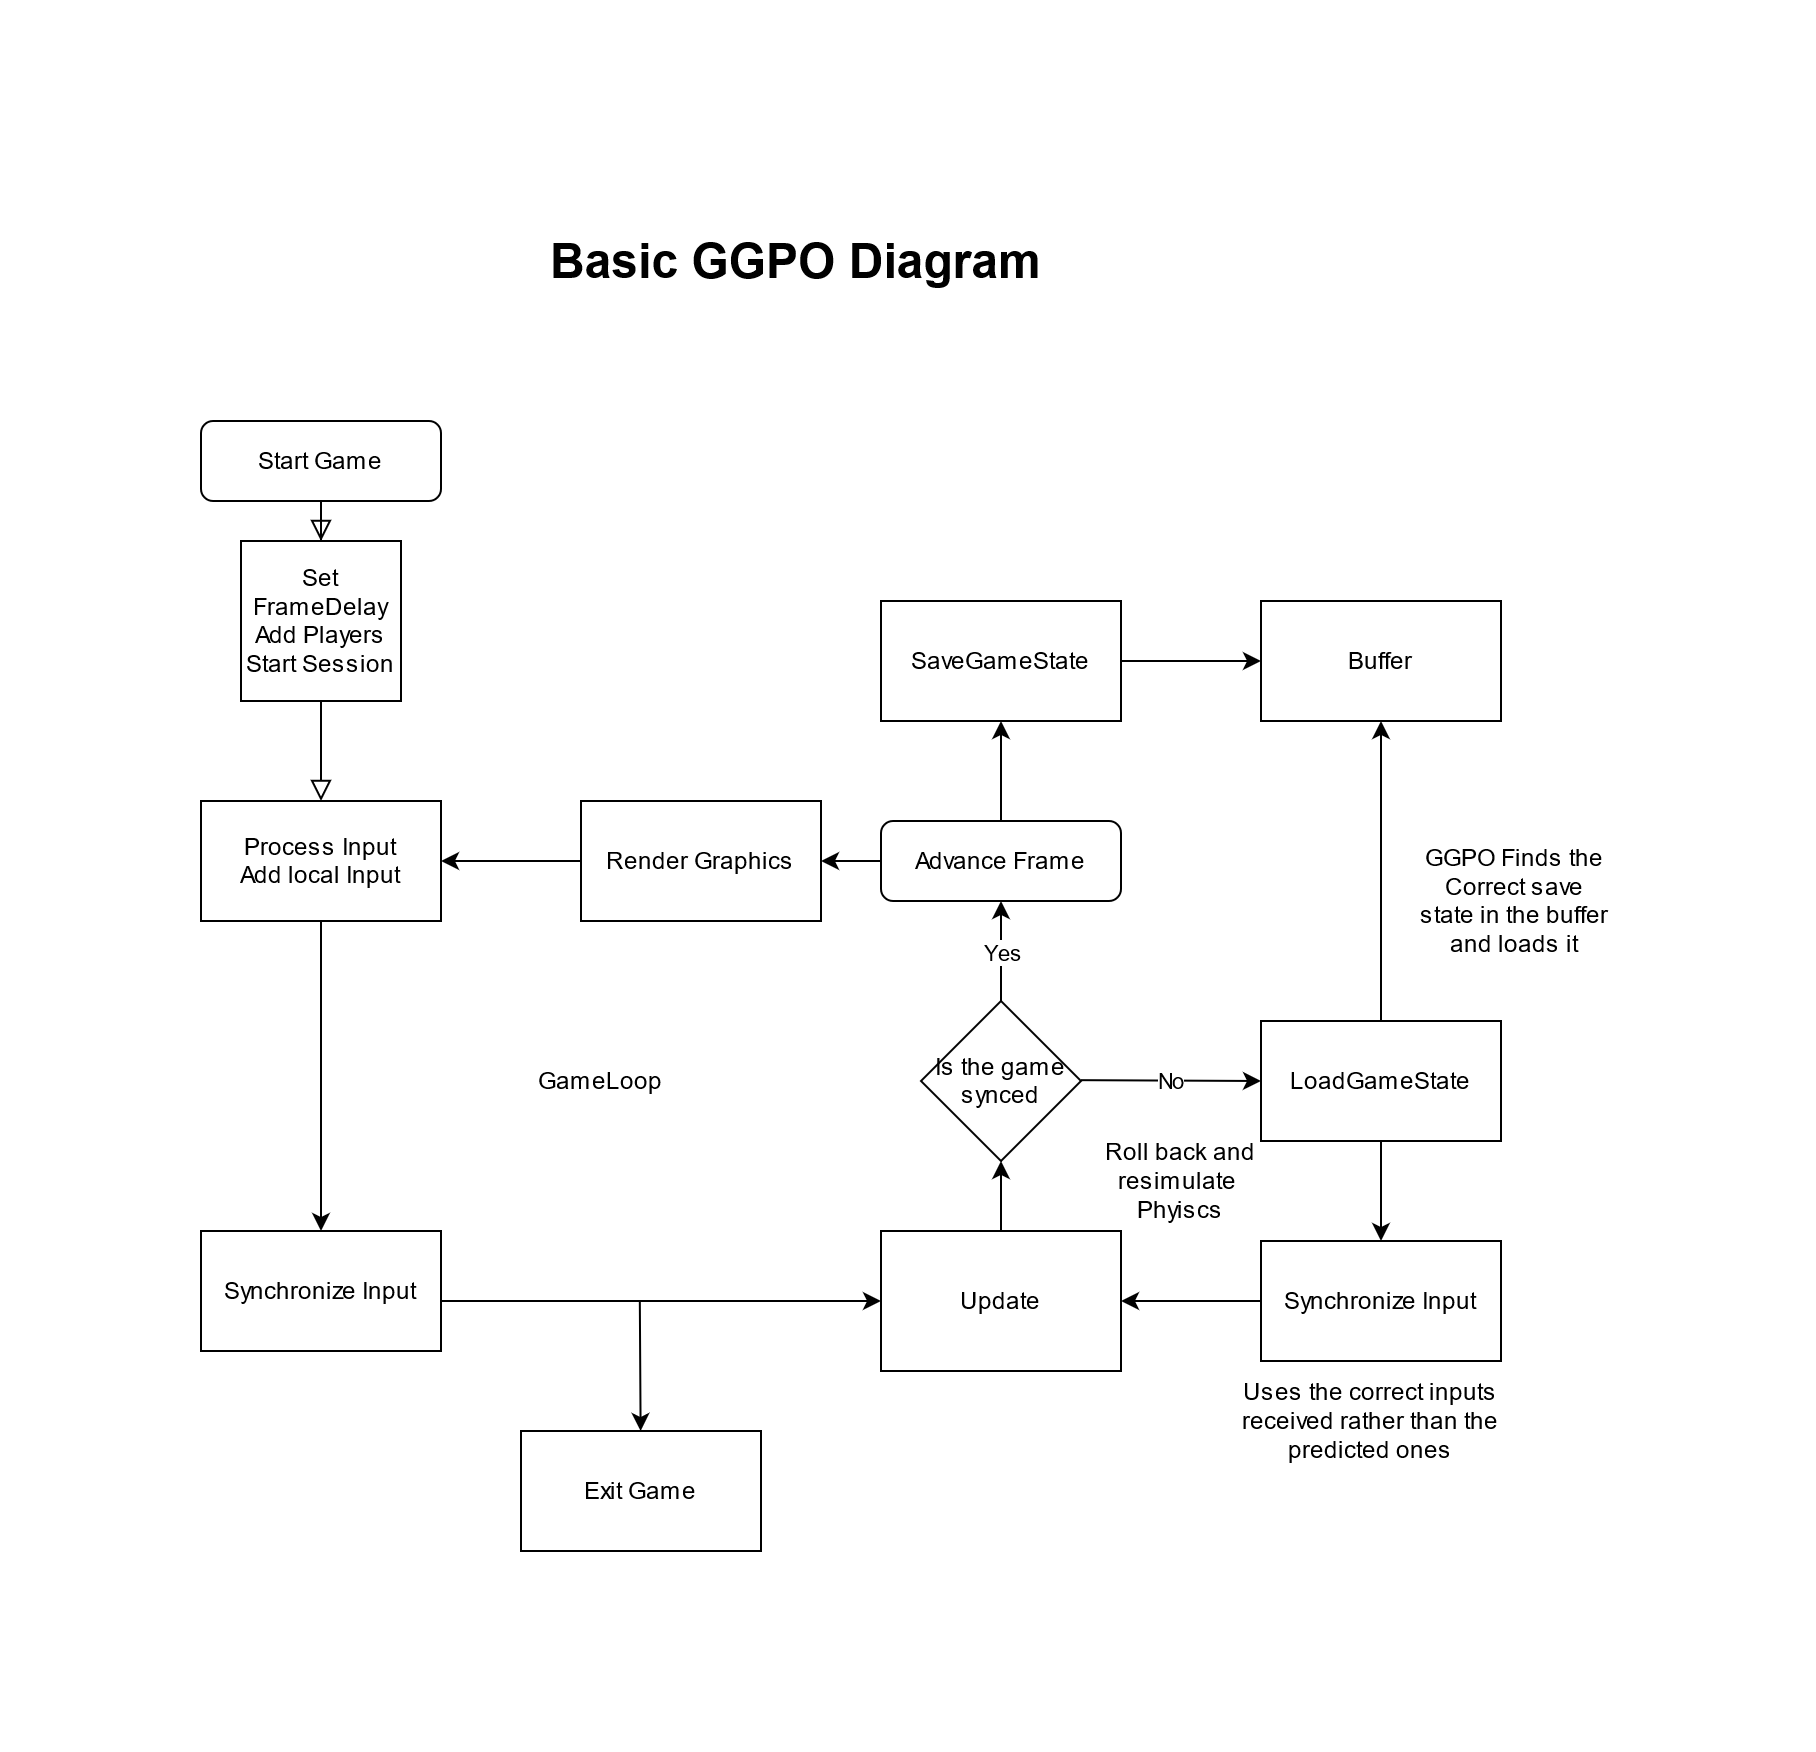 Basic GGPO Diagram
Start Game
Set
FrameDelay
Add Players
Start Session
SaveGameState
Buffer
Process Input
Add local Input
Render Graphics
Advance Frame
GGPO Finds the
Correct save
state in the buffer
and loads it
Yes
GameLoop
Is the game
synced
No
LoadGameState
Roll back and
resimulate
Phyiscs
Synchronize Input
Update
Synchronize Input
Uses the correct inputs
received rather than the
predicted ones
Exit Game